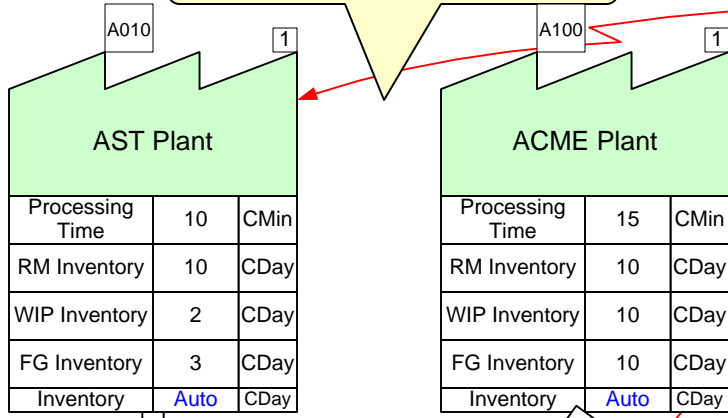 A010
1
AST Plant
Processing Time 10 CMin
RM Inventory 10 CDay
WIP Inventory 2 CDay
FG Inventory 3 CDay
Inventory Auto CDay
A100
1
ACME Plant
Processing Time 15 CMin
RM Inventory 10 CDay
WIP Inventory 10 CDay
FG Inventory 10 CDay
Inventory Auto CDay